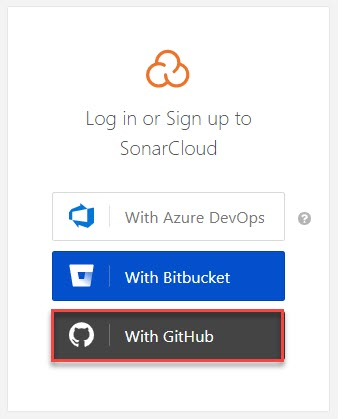 Log in or Sign up to
SonarCloud
With Azure DevOps
?
With Bitbucket
With GitHub